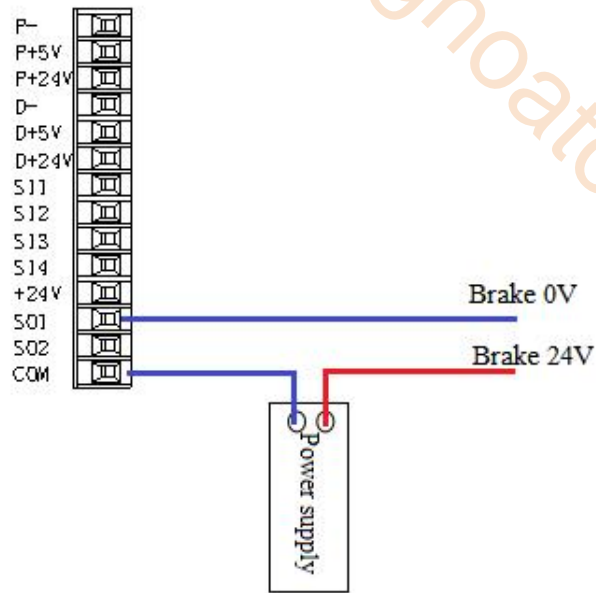 P-
P+5V
P+24V
D-
D+5V
D+24V
SI1
SI2
SI3
SI4
+24V
SO1
SO2
COM
Brake 0V
Brake 24V
Power supply